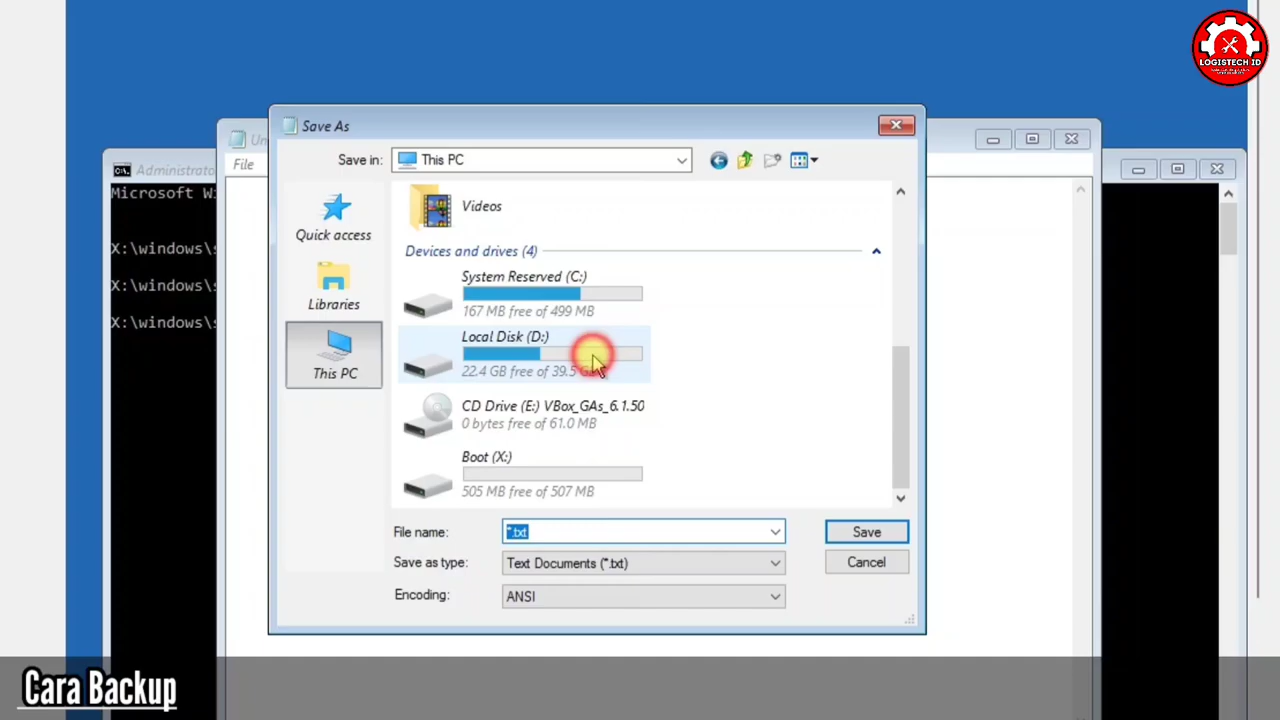 LOGISTECH ID
Save As
Save in:
This PC
File
Administrato
Microsoft Wi
X:\windows\s
X:\windows\s
X:\windows\s
Quick access
Libraries
This PC
Videos
Devices and drives (4)
System Reserved (C:)
167 MB free of 499 MB
Local Disk (D:)
22.4 GB free of 39.5
CD Drive (E:) VBox_GAs_6.1.50
0 bytes free of 61.0 MB
Boot (X:)
505 MB free of 507 MB
File name:
*.txt
Save
Save as type:
Text Documents (*.txt)
Cancel
Encoding:
ANSI
Cara Backup